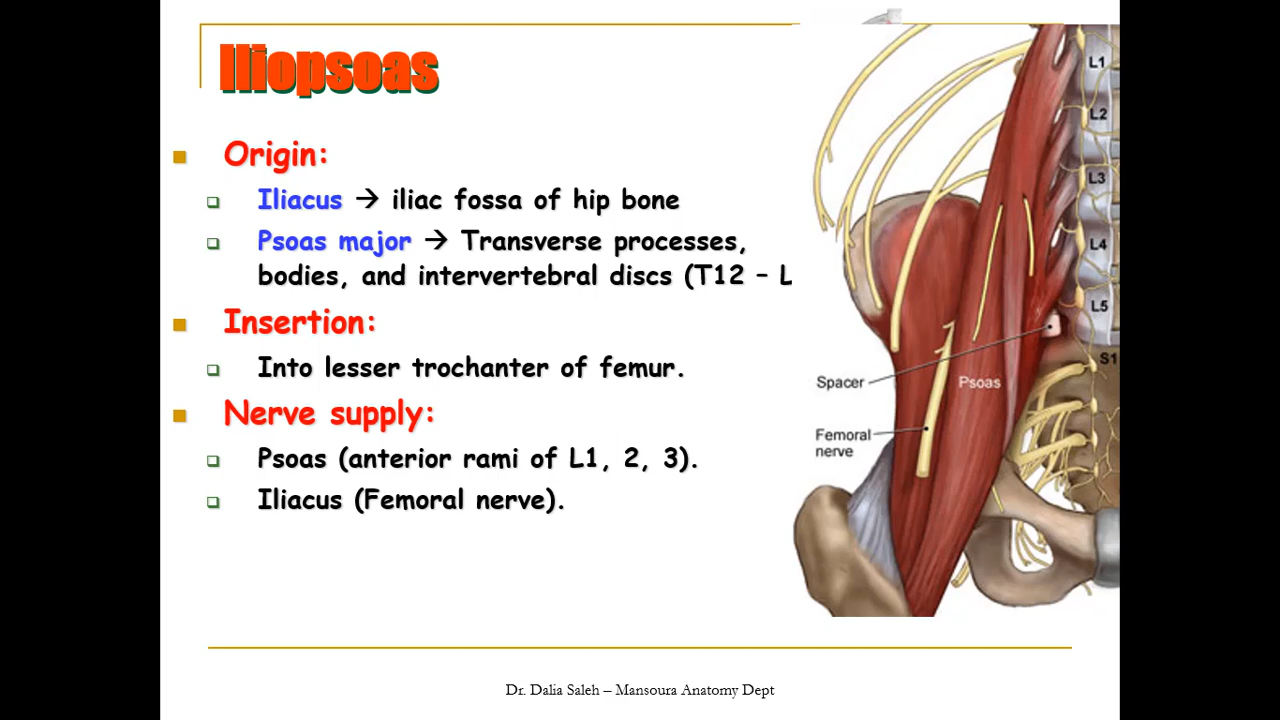 Iliopsoas
Origin:
Iliacus → iliac fossa of hip bone
Psoas major → Transverse processes,
bodies, and intervertebral discs (T12 – L
Insertion:
Into lesser trochanter of femur.
Nerve supply:
Psoas (anterior rami of L1, 2, 3).
Iliacus (Femoral nerve).
L1
L2
L3
L4
L5
S1
Spacer
Psoas
Femoral
nerve
Dr. Dalia Saleh – Mansoura Anatomy Dept